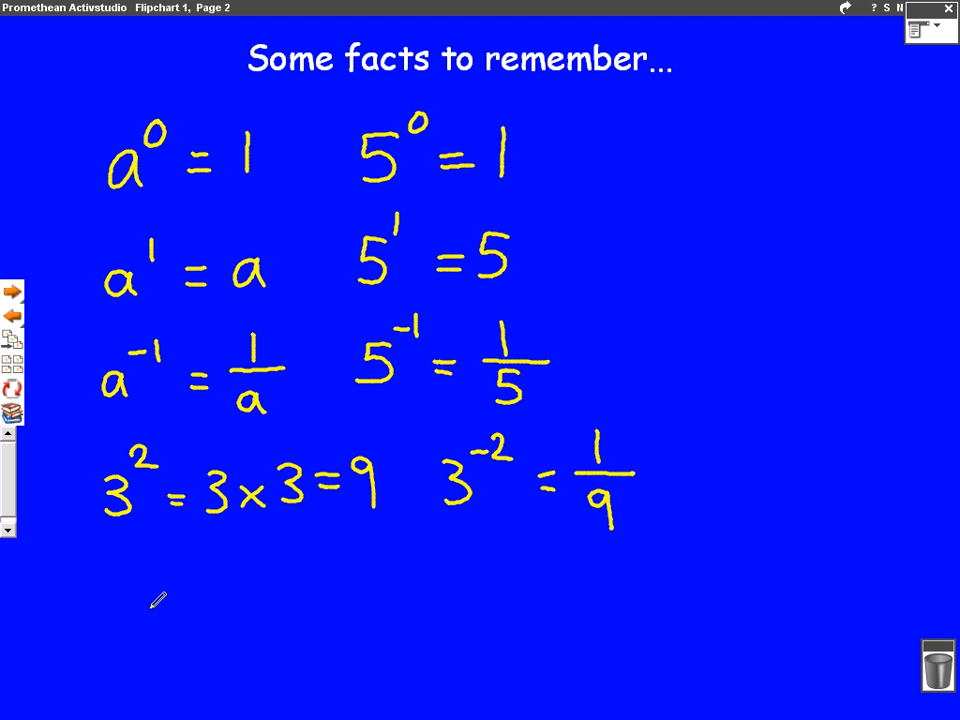 Promethean Activstudio Flipchart 1, Page 2 ? S N
Some facts to remember...
a⁰ = 1 5⁰ = 1
a¹ = a 5¹ = 5
a⁻¹ = 1/a 5⁻¹ = 1/5
3² = 3 × 3 = 9 3⁻² = 1/9